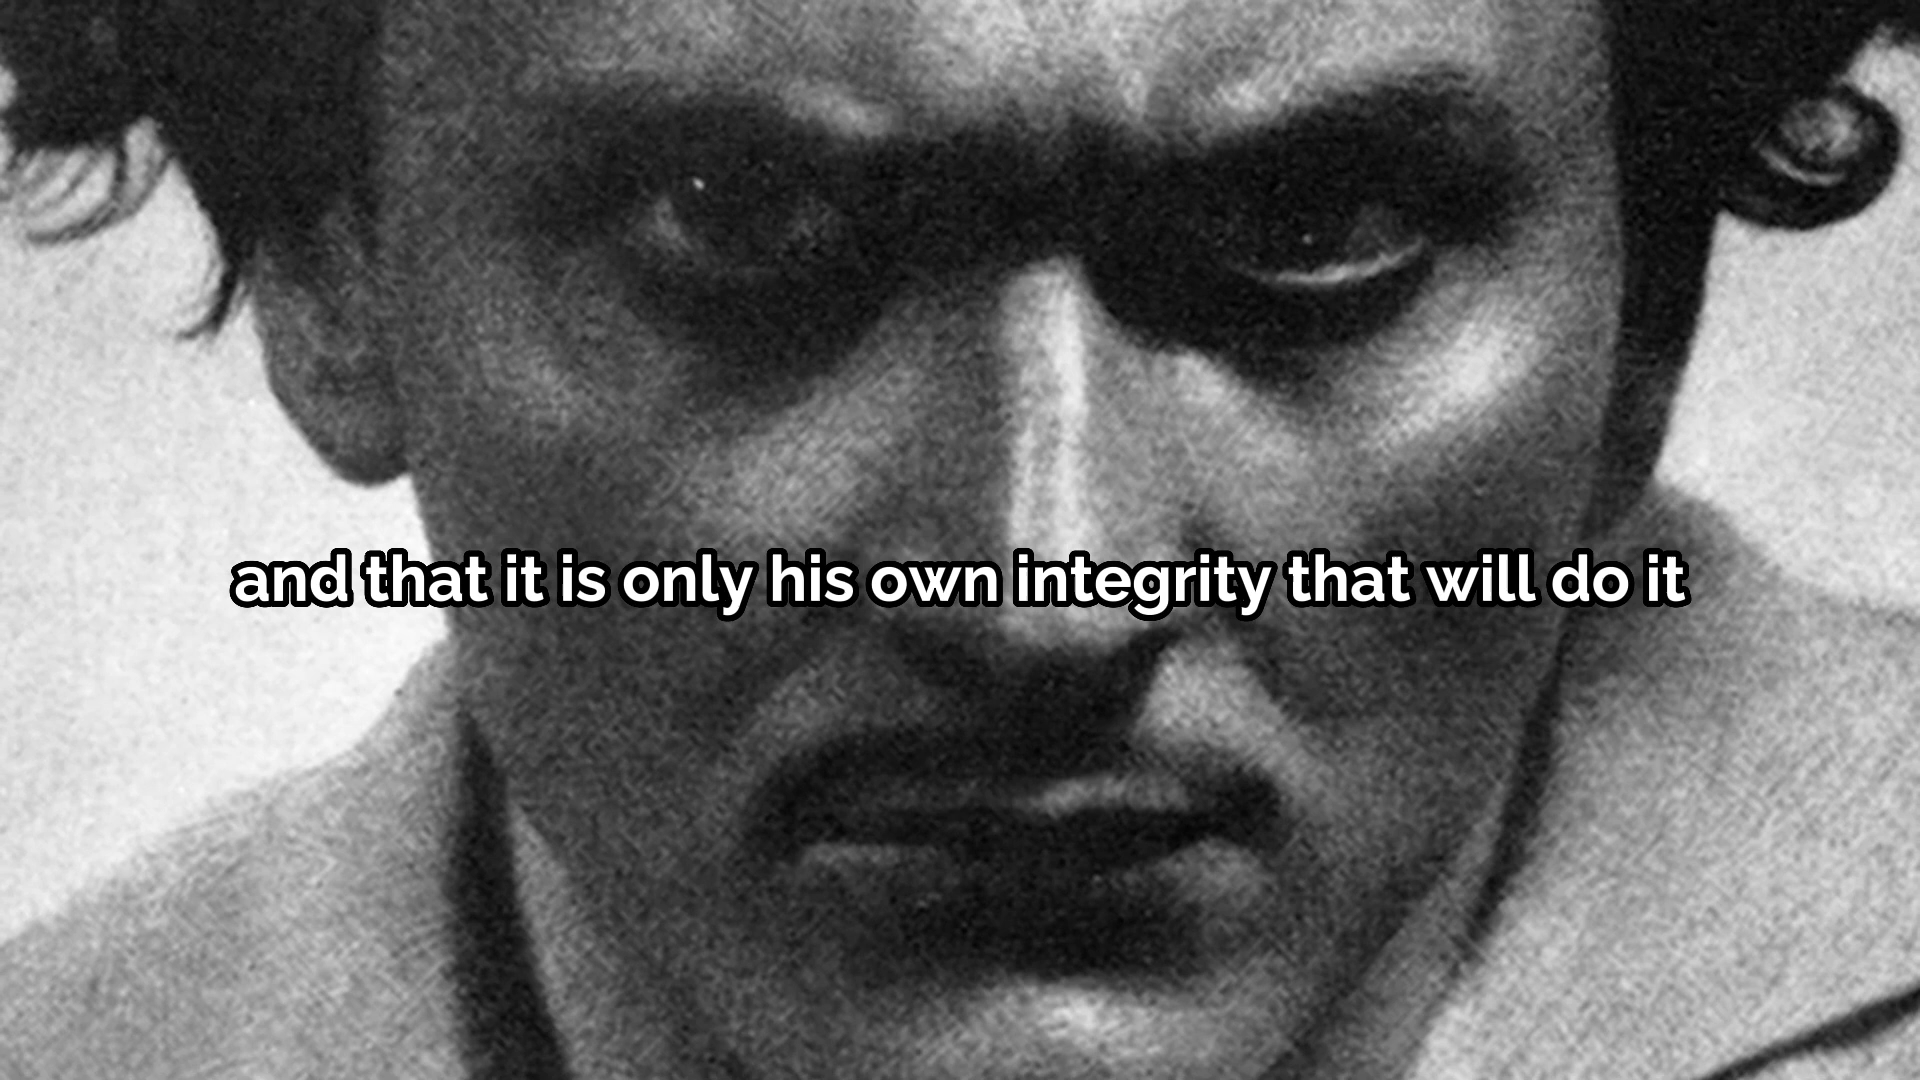 and that it is only his own integrity that will do it